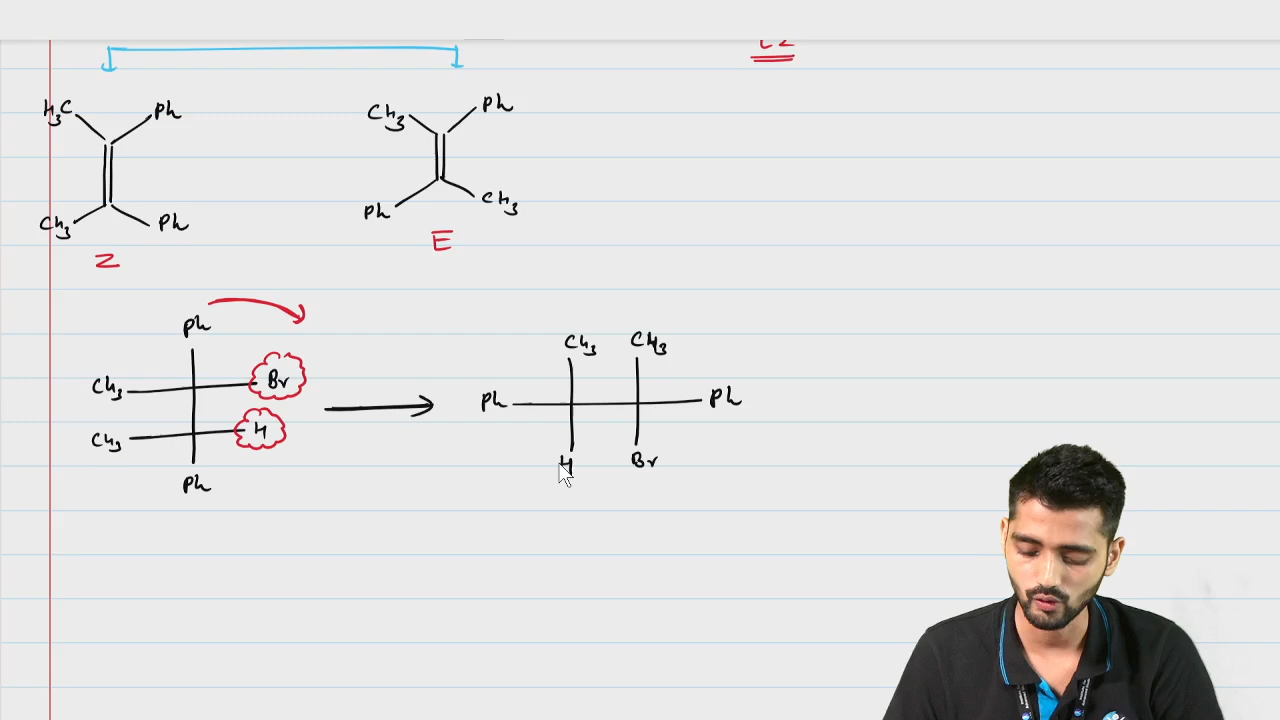 H₃C Ph
CH₃ Ph
Z
CH₃ Ph
Ph CH₃
E
Ph
CH₃ Br
CH₃ H
Ph
CH₃ CH₃
Ph Ph
H Br